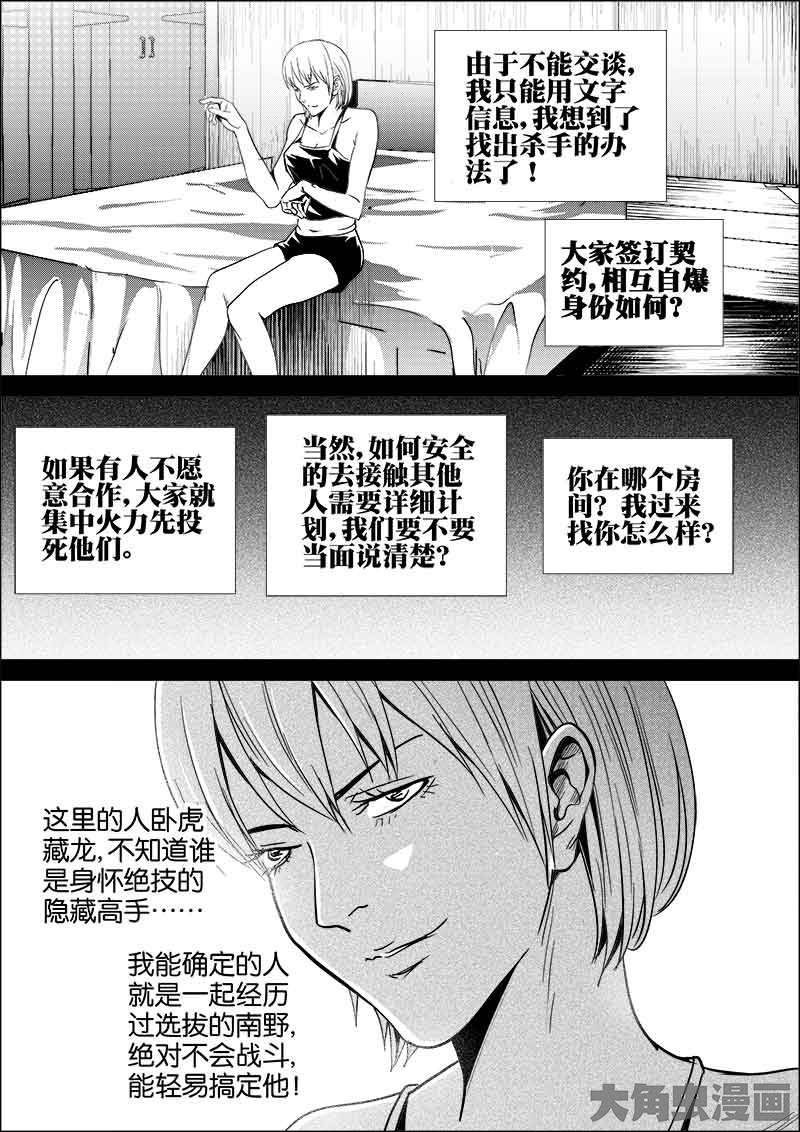 由于不能交谈，
我只能用文字
信息，我想到了
找出杀手的办
法了！
大家签订契
约，相互自爆
身份如何？
如果有人不愿
意合作，大家就
集中火力先投
死他们。
当然，如何安全
的去接触其他
人需要详细计
划，我们要不要
当面说清楚？
你在哪个房
间？我过来
找你怎么样？
这里的人卧虎
藏龙，不知道谁
是身怀绝技的
隐藏高手……
我能确定的人
就是一起经历
过选拔的南野，
绝对不会战斗，
能轻易搞定他！
大角虫漫画